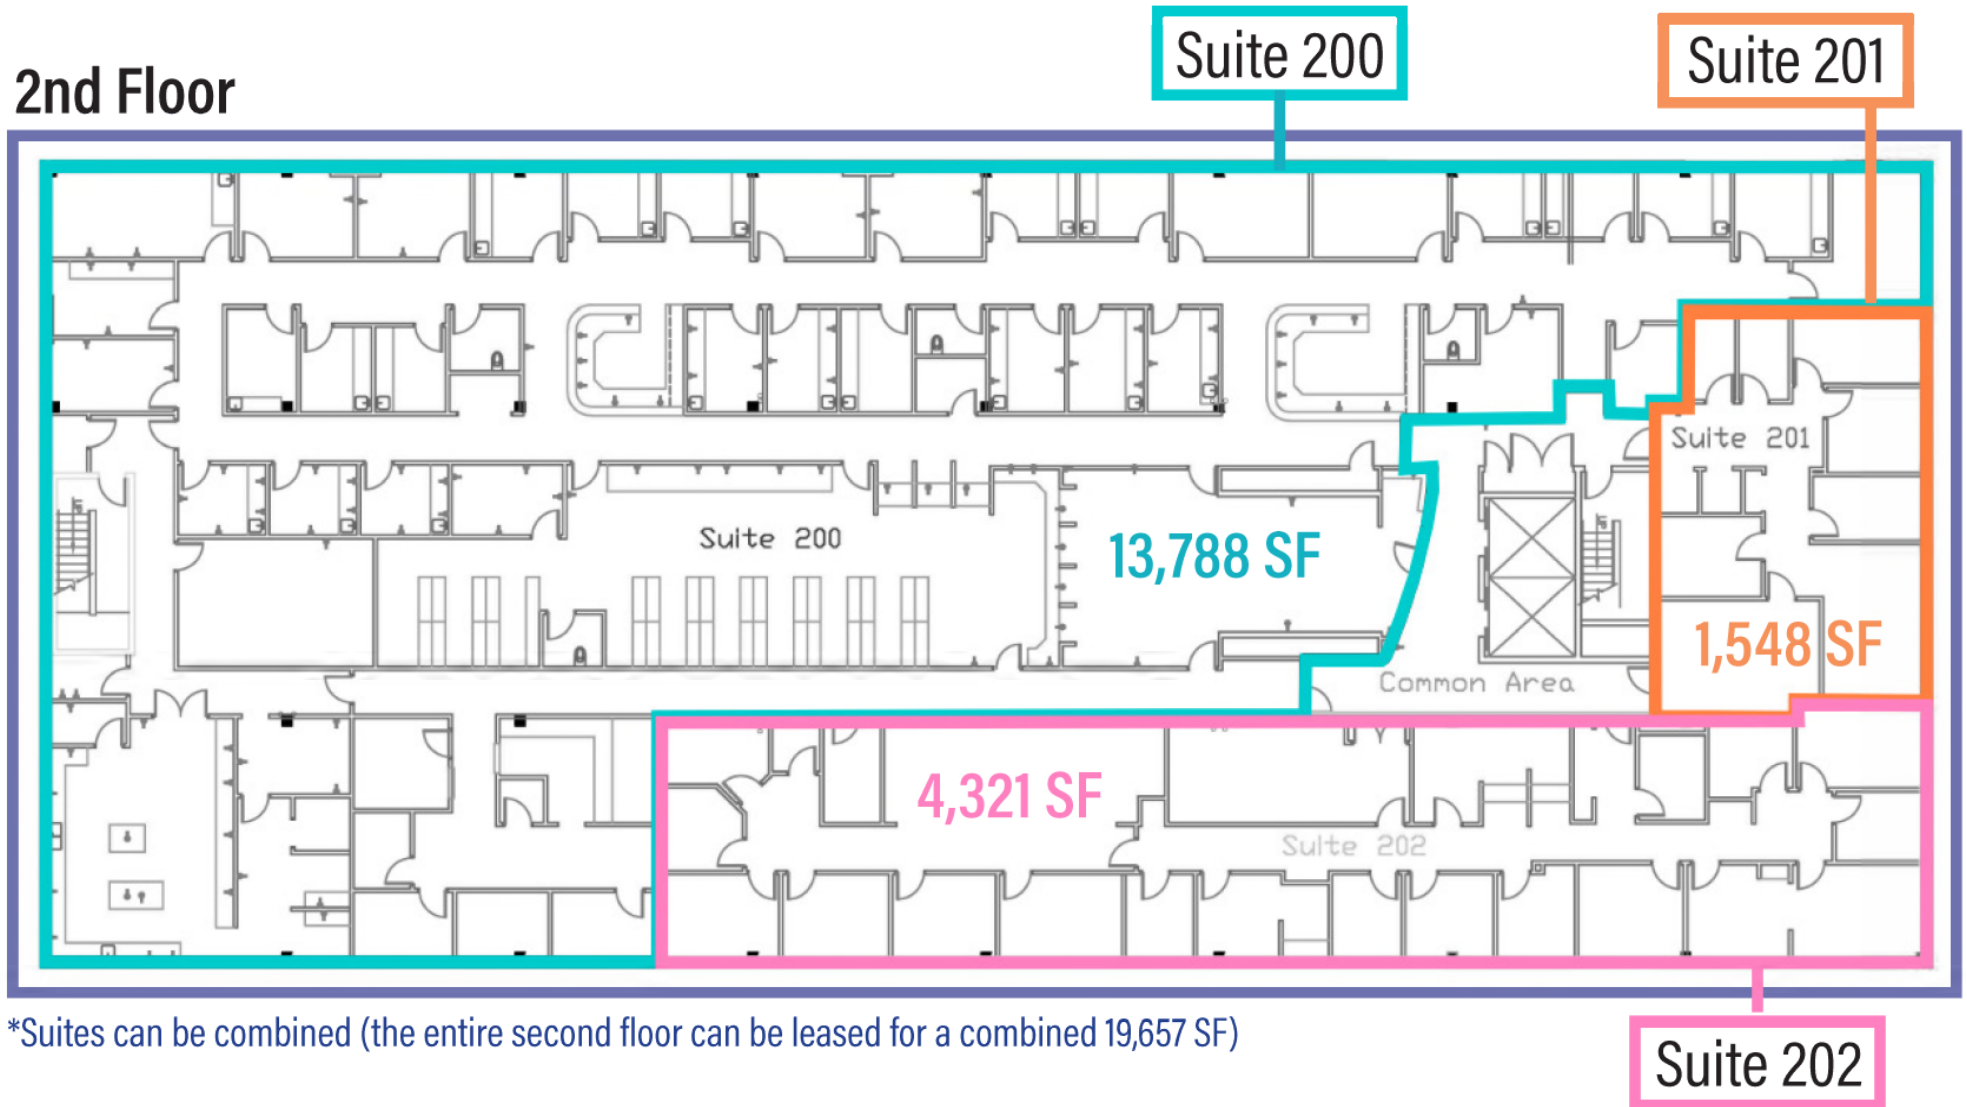 Suite 200
Suite 201
2nd Floor
Suite 201
Suite 200
13,788 SF
1,548 SF
Common Area
4,321 SF
Suite 202
*Suites can be combined (the entire second floor can be leased for a combined 19,657 SF)
Suite 202